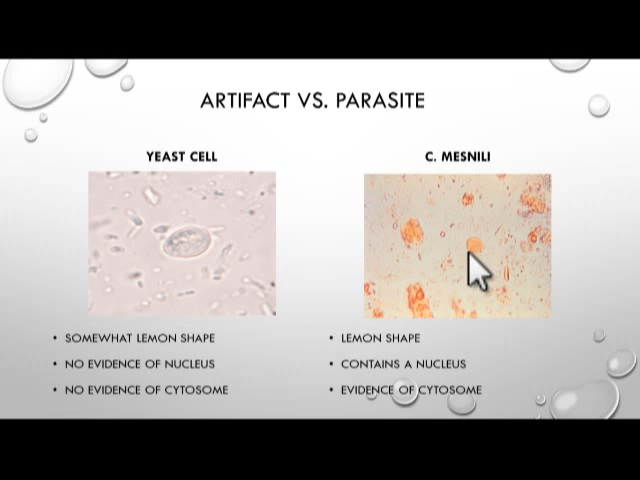 ARTIFACT VS. PARASITE
YEAST CELL
• SOMEWHAT LEMON SHAPE
• NO EVIDENCE OF NUCLEUS
• NO EVIDENCE OF CYTOSOME
C. MESNILI
• LEMON SHAPE
• CONTAINS A NUCLEUS
• EVIDENCE OF CYTOSOME